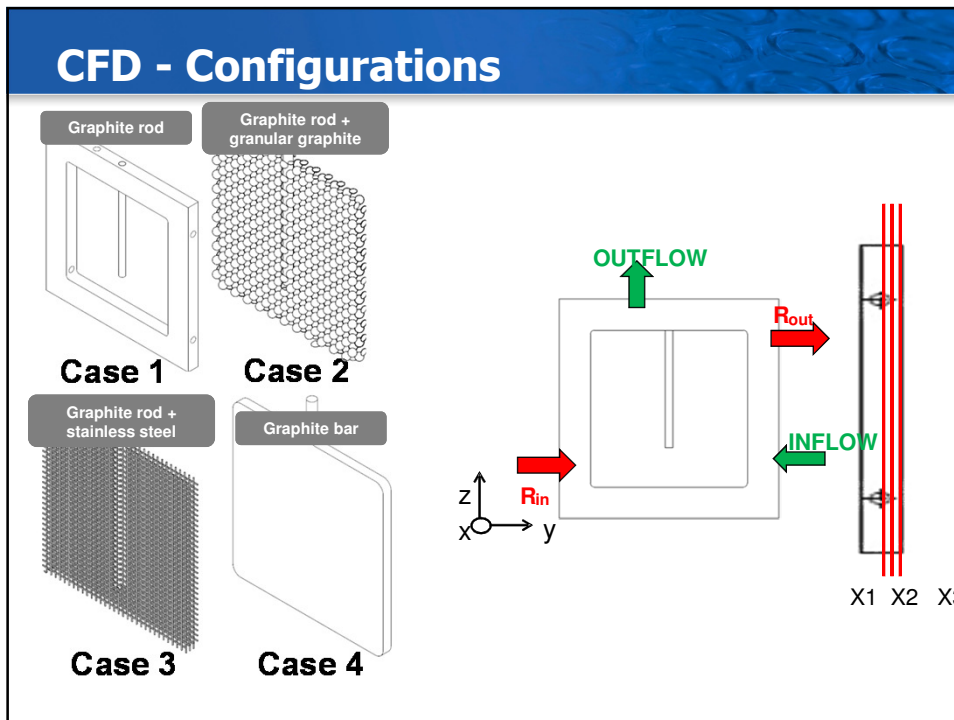 CFD - Configurations
Graphite rod
Graphite rod +
granular graphite
Case 1
Case 2
Graphite rod +
stainless steel
Graphite bar
Case 3
Case 4
OUTFLOW
Rout
INFLOW
Rin
z
x
y
X1 X2 X3